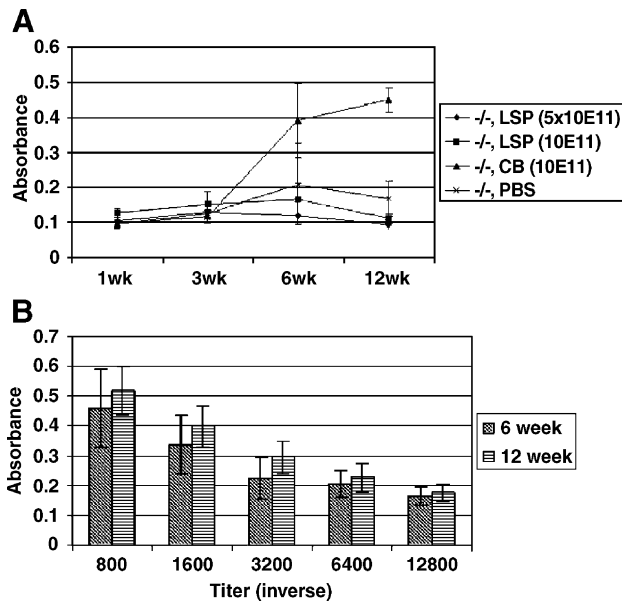 A
0.6
0.5
0.4
0.3
0.2
0.1
0
Absorbance
1wk 3wk 6wk 12wk
-/-, LSP (5x10E11)
-/-, LSP (10E11)
-/-, CB (10E11)
-/-, PBS
B
0.7
0.6
0.5
0.4
0.3
0.2
0.1
0
Absorbance
800 1600 3200 6400 12800
Titer (inverse)
6 week
12 week